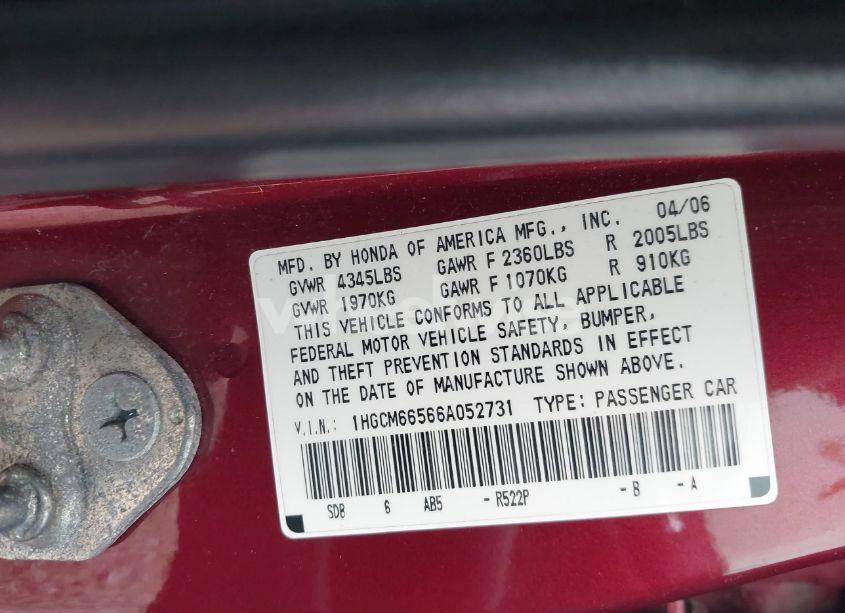 MFD. BY HONDA OF AMERICA MFG., INC. 04/06
GVWR 4345LBS GAWR F 2360LBS R 2005LBS
GVWR 1970KG GAWR F 1070KG R 910KG
THIS VEHICLE CONFORMS TO ALL APPLICABLE
FEDERAL MOTOR VEHICLE SAFETY, BUMPER,
AND THEFT PREVENTION STANDARDS IN EFFECT
ON THE DATE OF MANUFACTURE SHOWN ABOVE.
V.I.N.: 1HGCM66566A052731 TYPE: PASSENGER CAR
SDB 6 AB5 -R522P -B -A